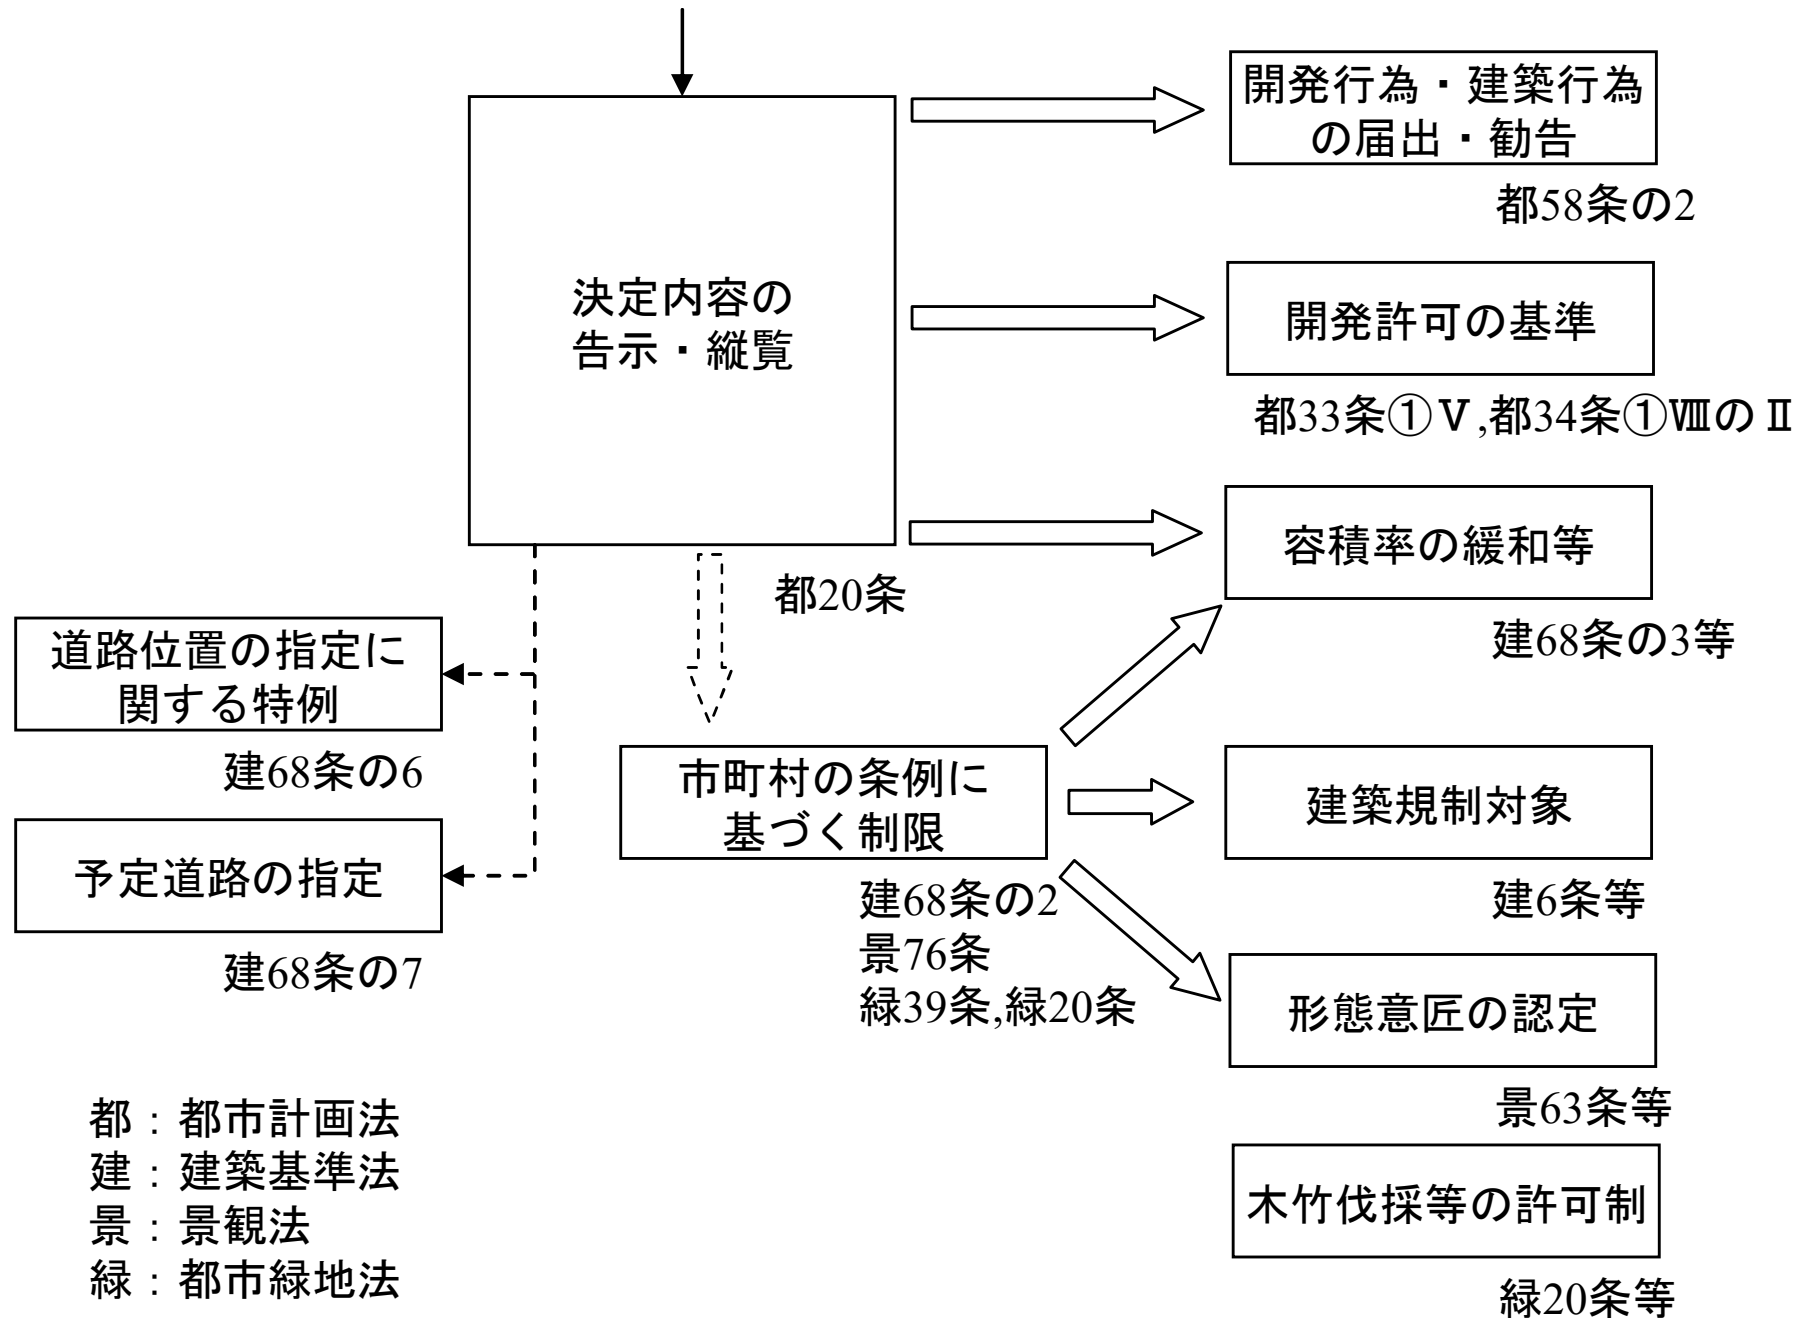 開発行為・建築行為
の届出・勧告
都58条の2
決定内容の
告示・縦覧
開発許可の基準
都33条①Ⅴ,都34条①Ⅷの Ⅱ
容積率の緩和等
都20条
建68条の3等
道路位置の指定に
関する特例
建68条の6
市町村の条例に
基づく制限
建築規制対象
予定道路の指定
建68条の2
景76条
緑39条,緑20条
建6条等
建68条の7
形態意匠の認定
景63条等
都：都市計画法
建：建築基準法
景：景観法
緑：都市緑地法
木竹伐採等の許可制
緑20条等